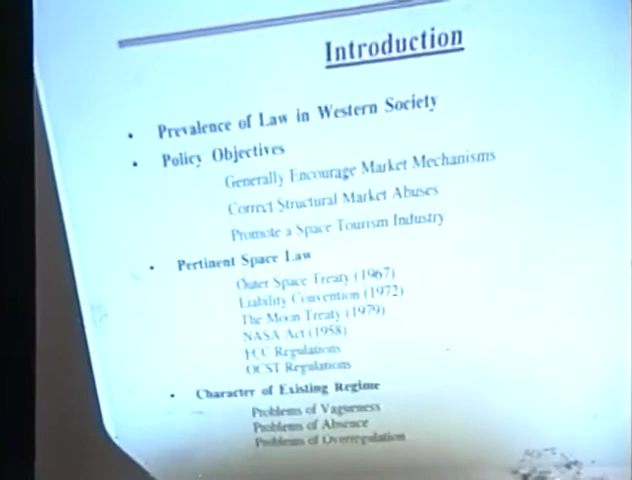 Introduction
• Prevalence of Law in Western Society
• Policy Objectives
Generally Encourage Market Mechanisms
Correct Structural Market Abuses
Promote a Space Tourism Industry
• Pertinent Space Law
Outer Space Treaty (1967)
Liability Convention (1972)
The Moon Treaty (1979)
NASA Act (1958)
FCC Regulations
OCST Regulations
• Character of Existing Regime
Problems of Vagueness
Problems of Absence
Problems of Overregulation